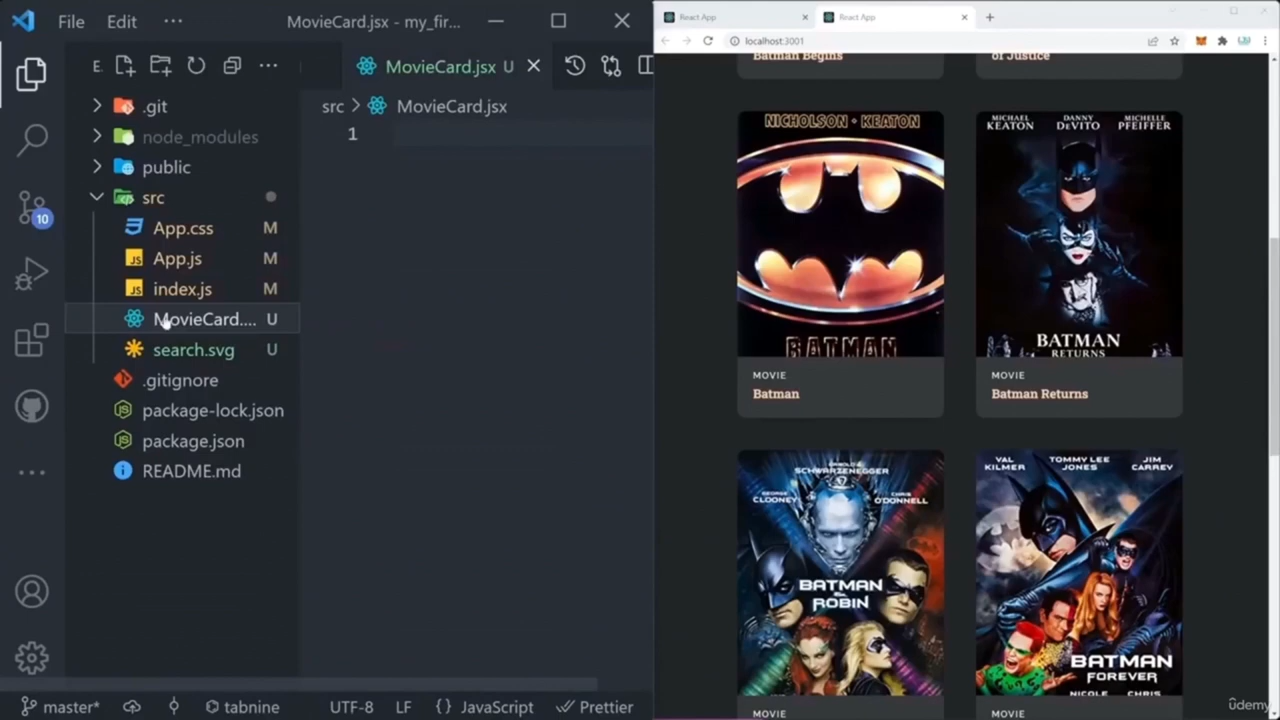 File Edit ... MovieCard.jsx - my_fir...
MovieCard.jsx U
.git
node_modules
public
src
App.css M
App.js M
index.js M
MovieCard.... U
search.svg U
.gitignore
package-lock.json
package.json
README.md
10
src > MovieCard.jsx
1
master*
tabnine
UTF-8
LF
{} JavaScript
Prettier
React App
React App
localhost:3001
Batman Begins
of Justice
NICHOLSON · KEATON
BATMAN
MOVIE
Batman
MICHAEL KEATON
DANNY DEVITO
MICHELLE PFEIFFER
BATMAN
RETURNS
MOVIE
Batman Returns
ARNOLD SCHWARZENEGGER
GEORGE CLOONEY
CHRIS O'DONNELL
BATMAN
&
ROBIN
MOVIE
VAL KILMER
TOMMY LEE JONES
JIM CARREY
BATMAN
FOREVER
NICOLE CHRIS
MOVIE
ûdemy